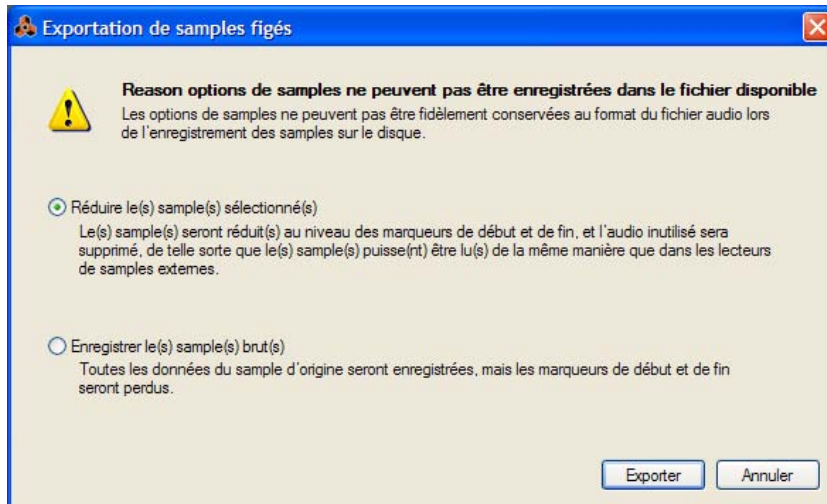 Exportation de samples figés
Reason options de samples ne peuvent pas être enregistrées dans le fichier disponible
Les options de samples ne peuvent pas être fidèlement conservées au format du fichier audio lors
de l'enregistrement des samples sur le disque.
Réduire le(s) sample(s) sélectionné(s)
Le(s) sample(s) seront réduit(s) au niveau des marqueurs de début et de fin, et l'audio inutilisé sera
supprimé, de telle sorte que le(s) sample(s) puisse(nt) être lu(s) de la même manière que dans les lecteurs
de samples externes.
Enregistrer le(s) sample(s) brut(s)
Toutes les données du sample d'origine seront enregistrées, mais les marqueurs de début et de fin
seront perdus.
Exporter
Annuler